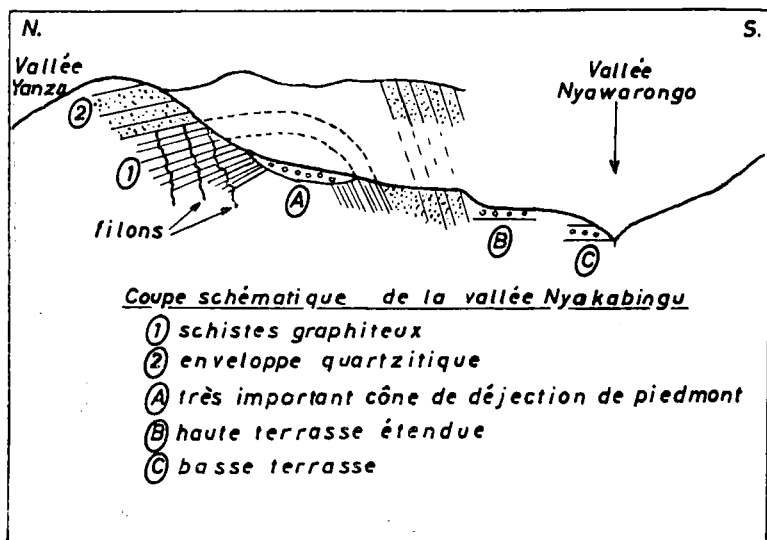 N.
S.
Vallée
Yanza
Vallée
Nyawarongo
2
1
filons
A
B
C
Coupe schématique de la vallée Nyakabingu
1 schistes graphiteux
2 enveloppe quartzitique
A très important cône de déjection de piedmont
B haute terrasse étendue
C basse terrasse